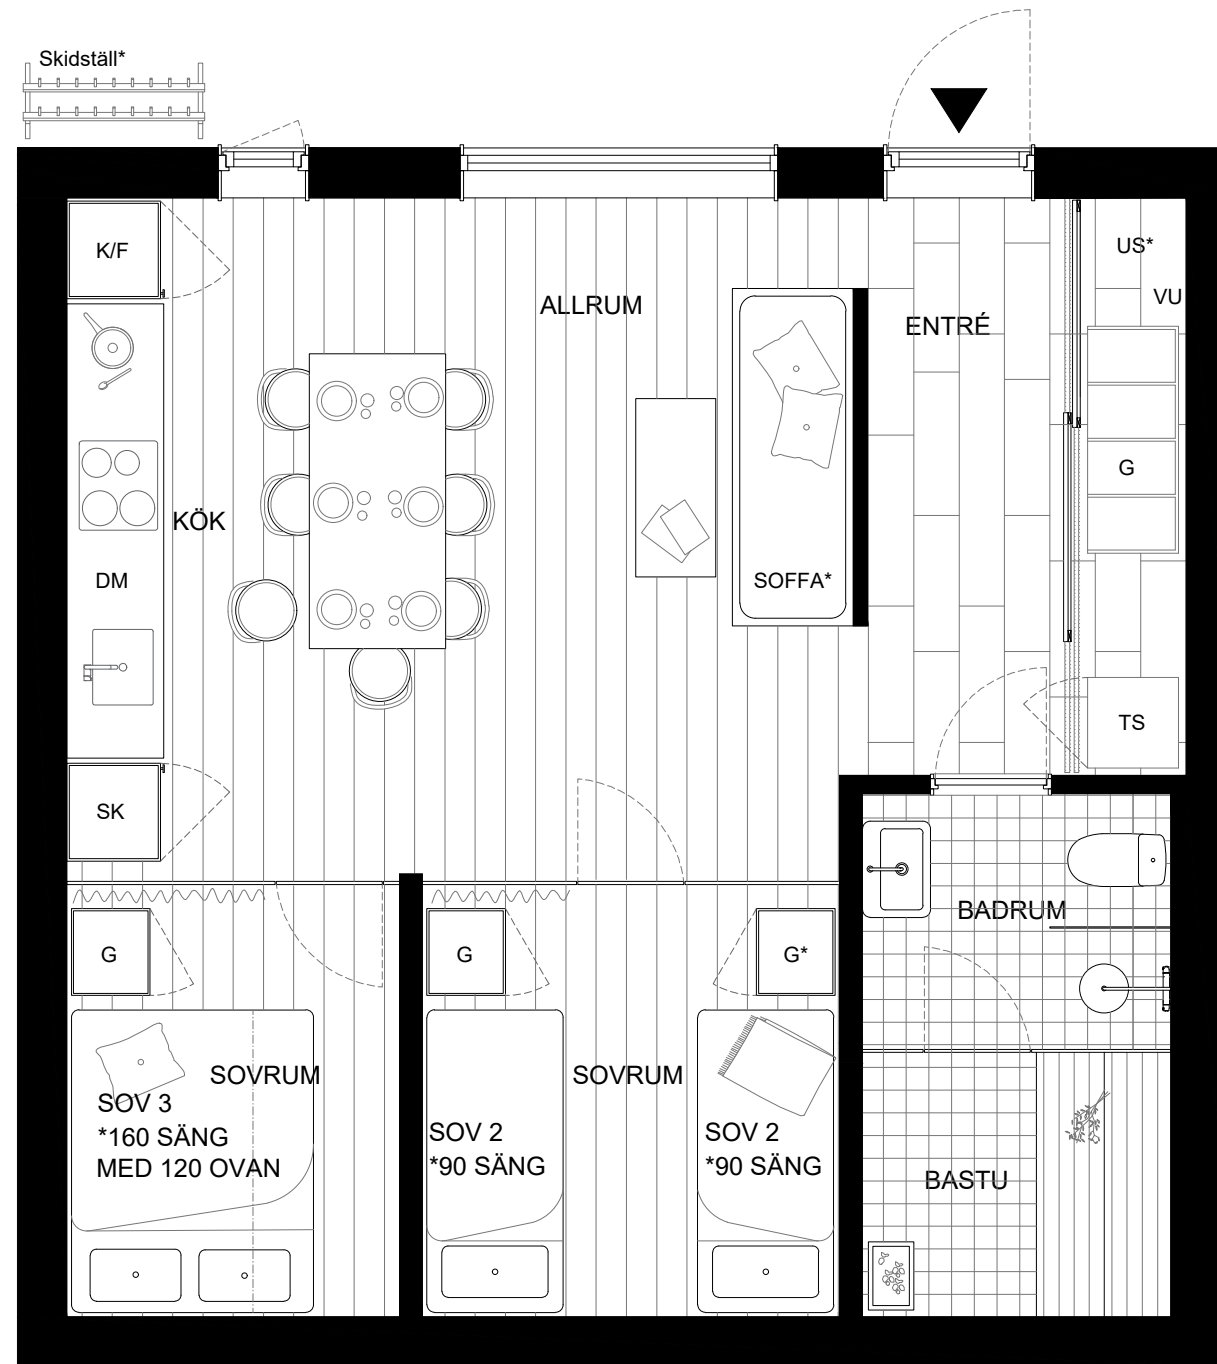 Skidställ*
K/F
US*
VU
ALLRUM
ENTRÉ
G
KÖK
DM
SOFFA*
TS
SK
BADRUM
G
G
G*
SOVRUM
SOV 3
*160 SÄNG
MED 120 OVAN
SOVRUM
SOV 2
*90 SÄNG
SOV 2
*90 SÄNG
BASTU